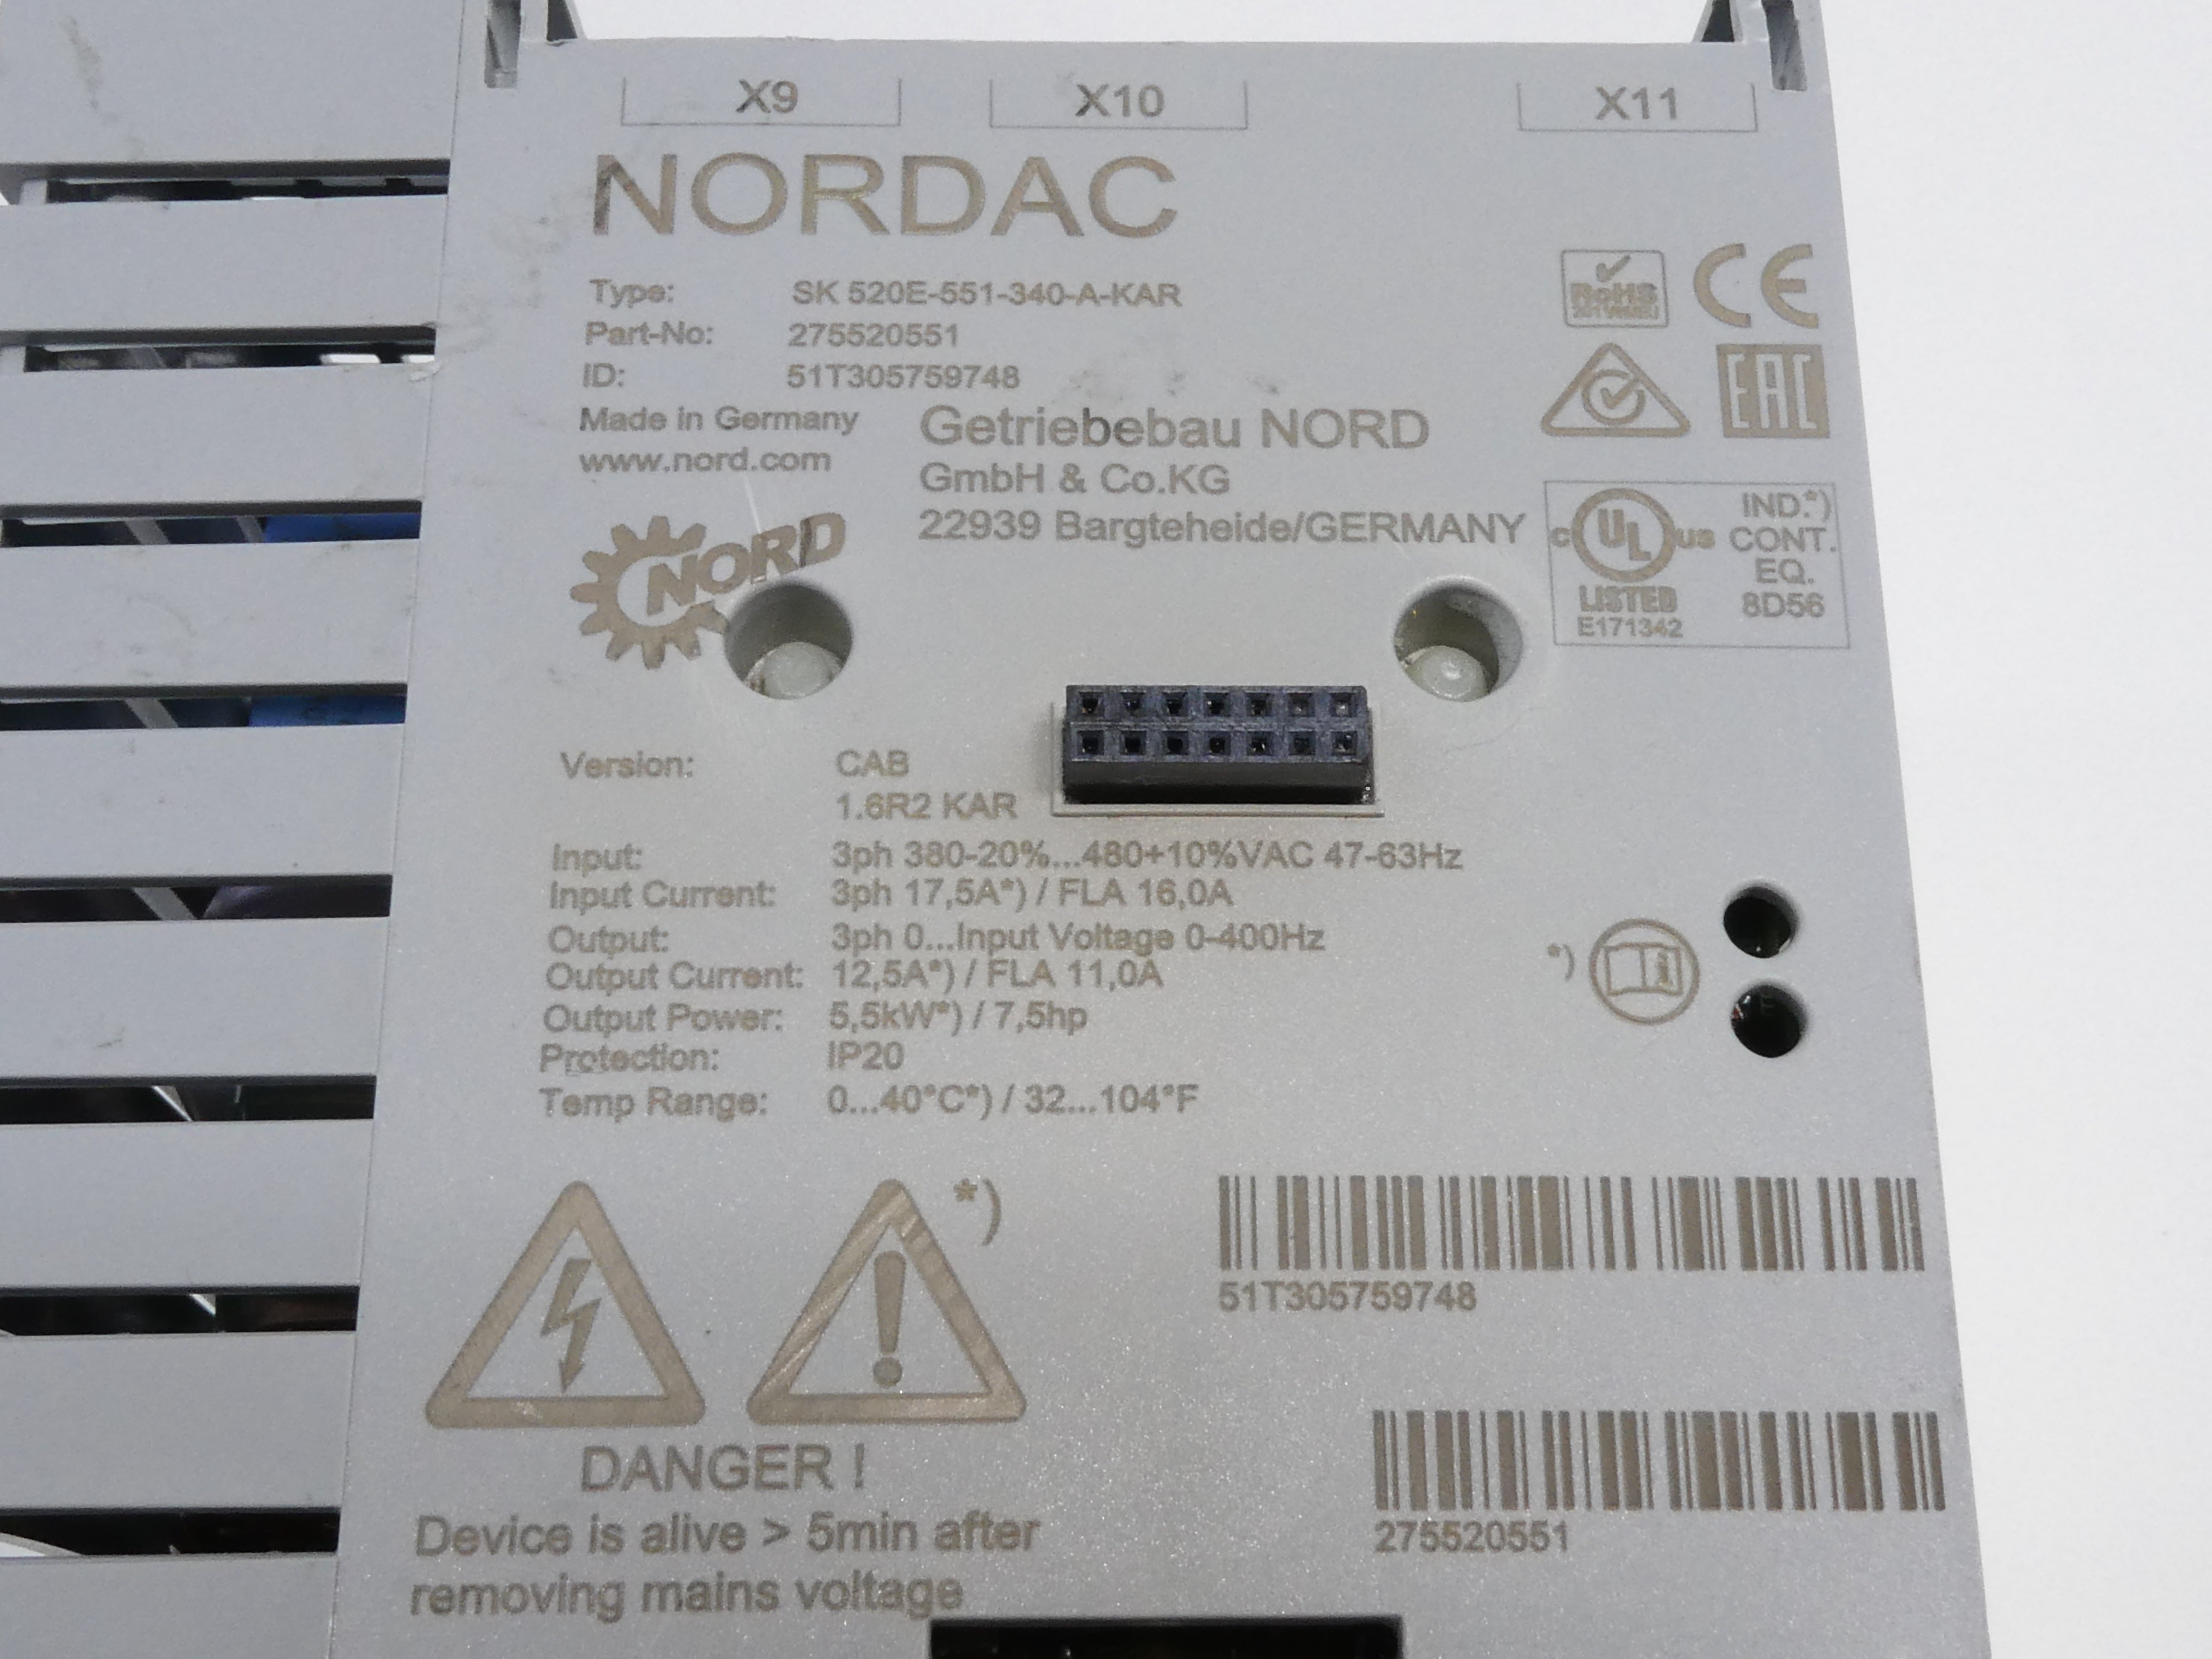 X9 X10 X11
NORDAC
Type: SK 520E-551-340-A-KAR
Part-No: 275520551
ID: 51T305759748
Made in Germany
www.nord.com
Getriebebau NORD
GmbH & Co.KG
22939 Bargteheide/GERMANY
NORD
RoHS
CE
EAC
c UL us
LISTED
E171342
IND.*)
CONT.
EQ.
8D56
Version: CAB
1.6R2 KAR
Input: 3ph 380-20%...480+10%VAC 47-63Hz
Input Current: 3ph 17,5A*) / FLA 16,0A
Output: 3ph 0...Input Voltage 0-400Hz
Output Current: 12,5A*) / FLA 11,0A
Output Power: 5,5kW*) / 7,5hp
Protection: IP20
Temp Range: 0...40°C*) / 32...104°F
*)
*)
51T305759748
275520551
DANGER !
Device is alive > 5min after
removing mains voltage